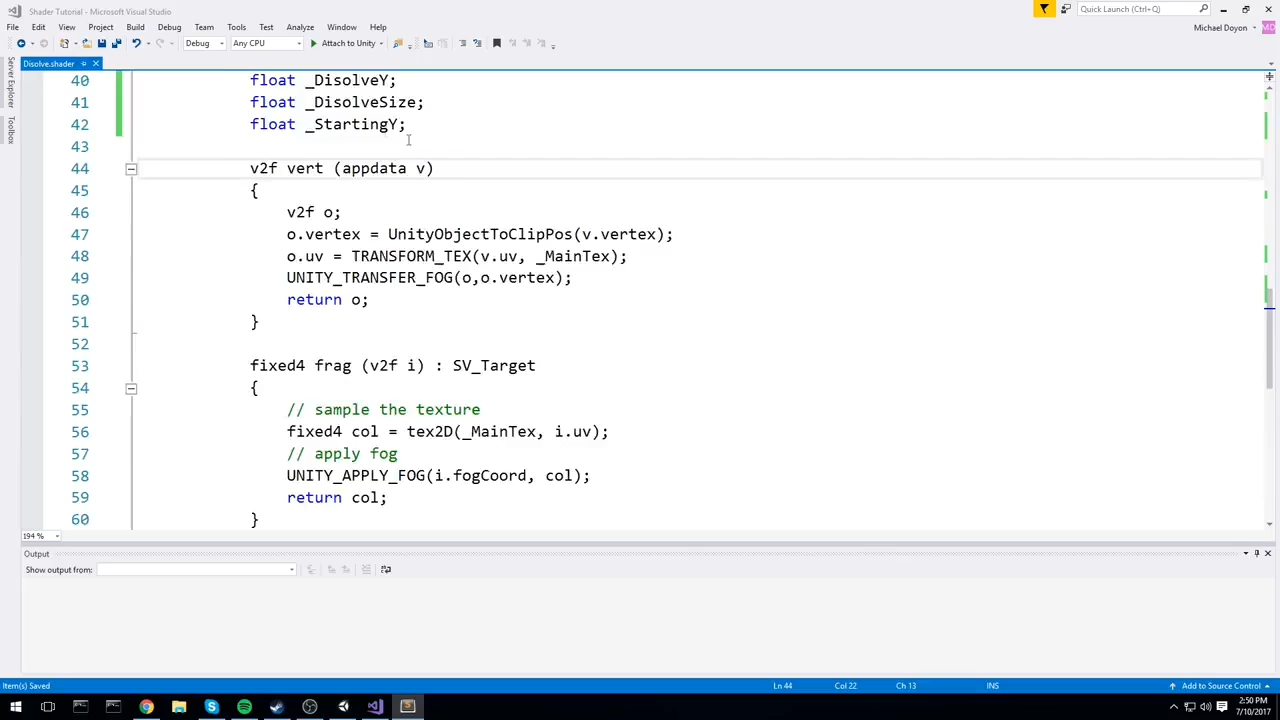 Shader Tutorial - Microsoft Visual Studio
Quick Launch (Ctrl+Q)
File Edit View Project Build Debug Team Tools Test Analyze Window Help
Michael Doyon
MD
Debug Any CPU Attach to Unity
Disolve.shader
Server Explorer
Toolbox
40 float _DisolveY;
41 float _DisolveSize;
42 float _StartingY;
43
44 v2f vert (appdata v)
45 {
46 v2f o;
47 o.vertex = UnityObjectToClipPos(v.vertex);
48 o.uv = TRANSFORM_TEX(v.uv, _MainTex);
49 UNITY_TRANSFER_FOG(o,o.vertex);
50 return o;
51 }
52
53 fixed4 frag (v2f i) : SV_Target
54 {
55 // sample the texture
56 fixed4 col = tex2D(_MainTex, i.uv);
57 // apply fog
58 UNITY_APPLY_FOG(i.fogCoord, col);
59 return col;
60 }
194 %
Output
Show output from:
Item(s) Saved Ln 44 Col 22 Ch 13 INS Add to Source Control
2:50 PM
7/10/2017